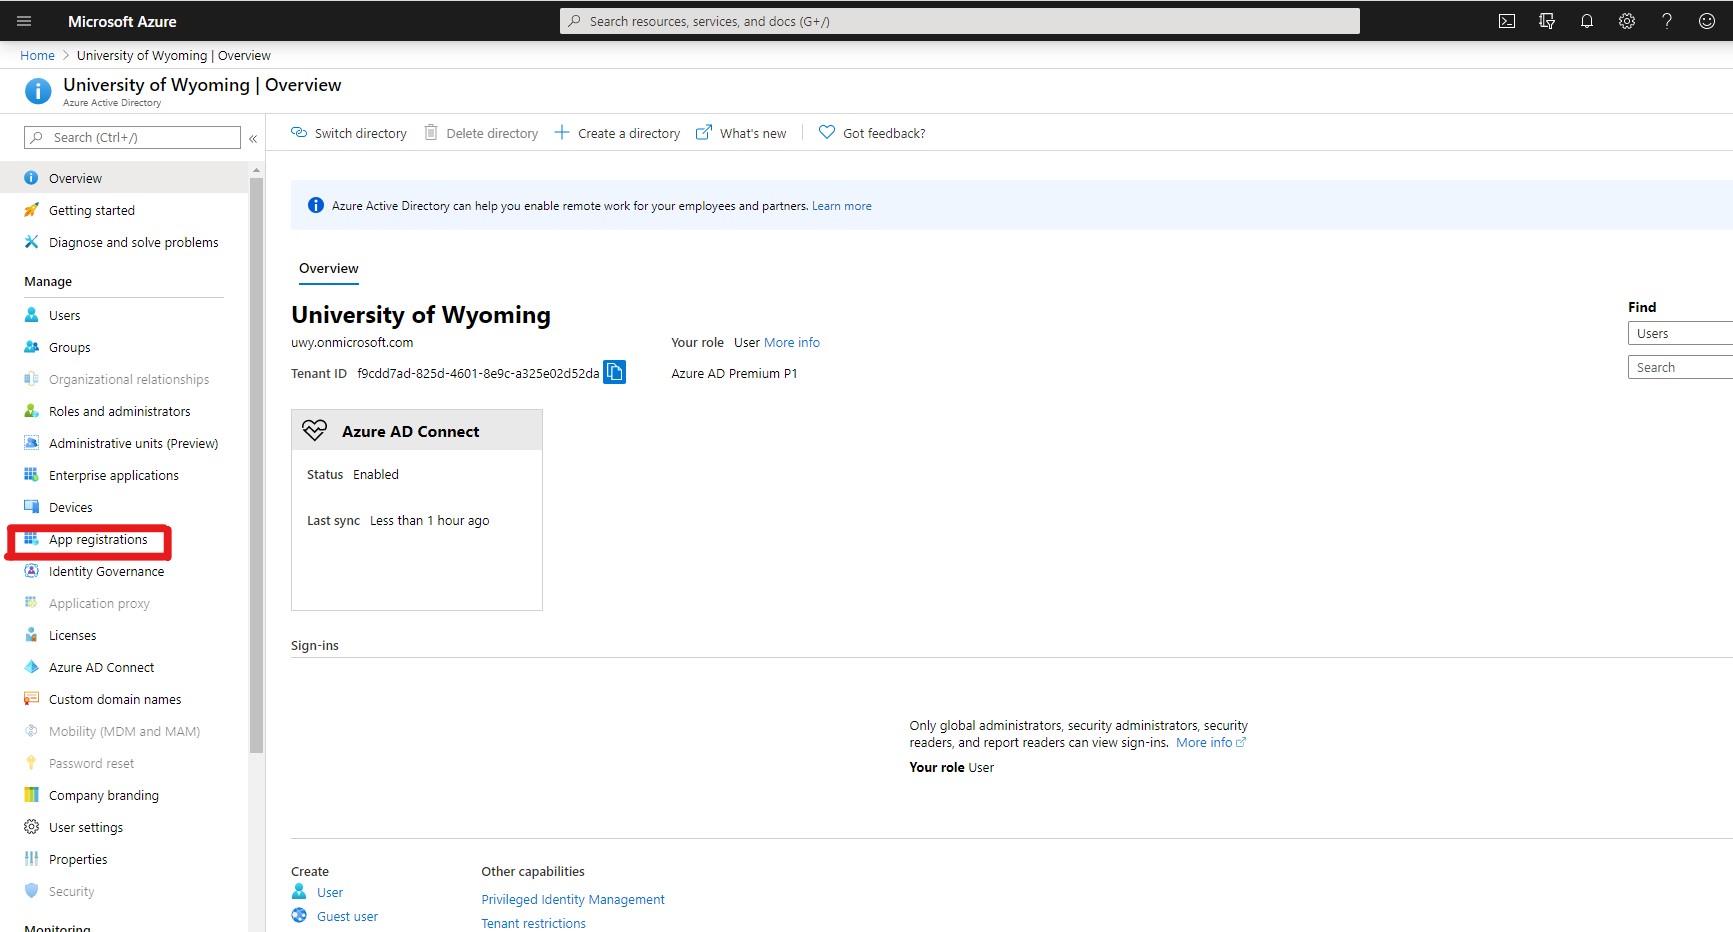 Microsoft Azure
Search resources, services, and docs (G+/)
Home > University of Wyoming | Overview
University of Wyoming | Overview
Azure Active Directory
Search (Ctrl+/)
«
Switch directory
Delete directory
Create a directory
What's new
Got feedback?
Overview
Getting started
Diagnose and solve problems
Manage
Users
Groups
Organizational relationships
Roles and administrators
Administrative units (Preview)
Enterprise applications
Devices
App registrations
Identity Governance
Application proxy
Licenses
Azure AD Connect
Custom domain names
Mobility (MDM and MAM)
Password reset
Company branding
User settings
Properties
Security
Monitoring
Azure Active Directory can help you enable remote work for your employees and partners. Learn more
Overview
University of Wyoming
uwy.onmicrosoft.com
Tenant ID f9cdd7ad-825d-4601-8e9c-a325e02d52da
Your role User More info
Azure AD Premium P1
Find
Users
Search
Azure AD Connect
Status Enabled
Last sync Less than 1 hour ago
Sign-ins
Only global administrators, security administrators, security
readers, and report readers can view sign-ins. More info
Your role User
Create
User
Guest user
Other capabilities
Privileged Identity Management
Tenant restrictions